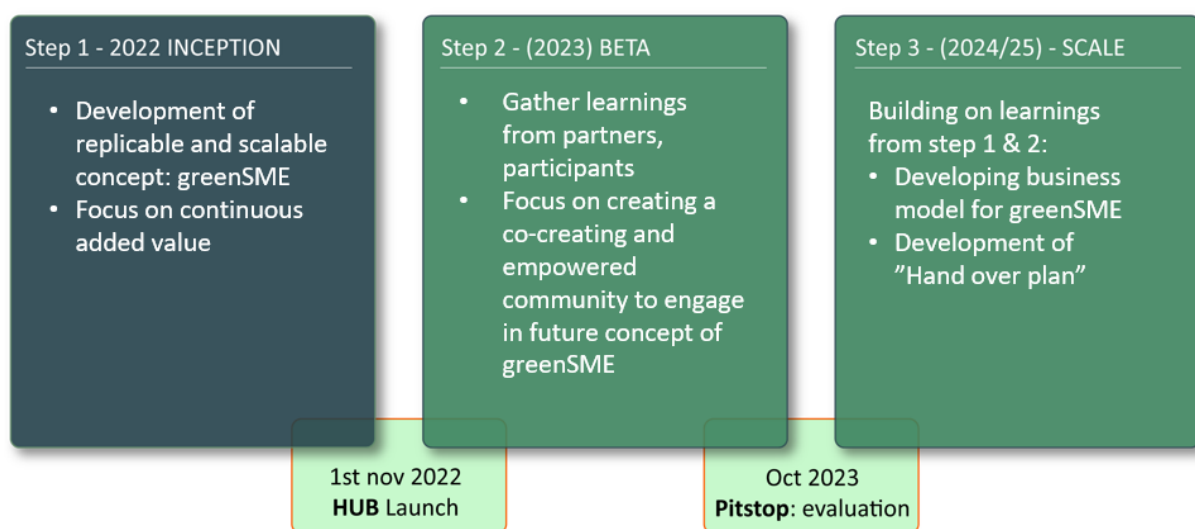 Step 1 - 2022 INCEPTION
• Development of
replicable and scalable
concept: greenSME
• Focus on continuous
added value
Step 2 - (2023) BETA
• Gather learnings
from partners,
participants
• Focus on creating a
co-creating and
empowered
community to engage
in future concept of
greenSME
Step 3 - (2024/25) - SCALE
Building on learnings
from step 1 & 2:
• Developing business
model for greenSME
• Development of
”Hand over plan”
1st nov 2022
HUB Launch
Oct 2023
Pitstop: evaluation